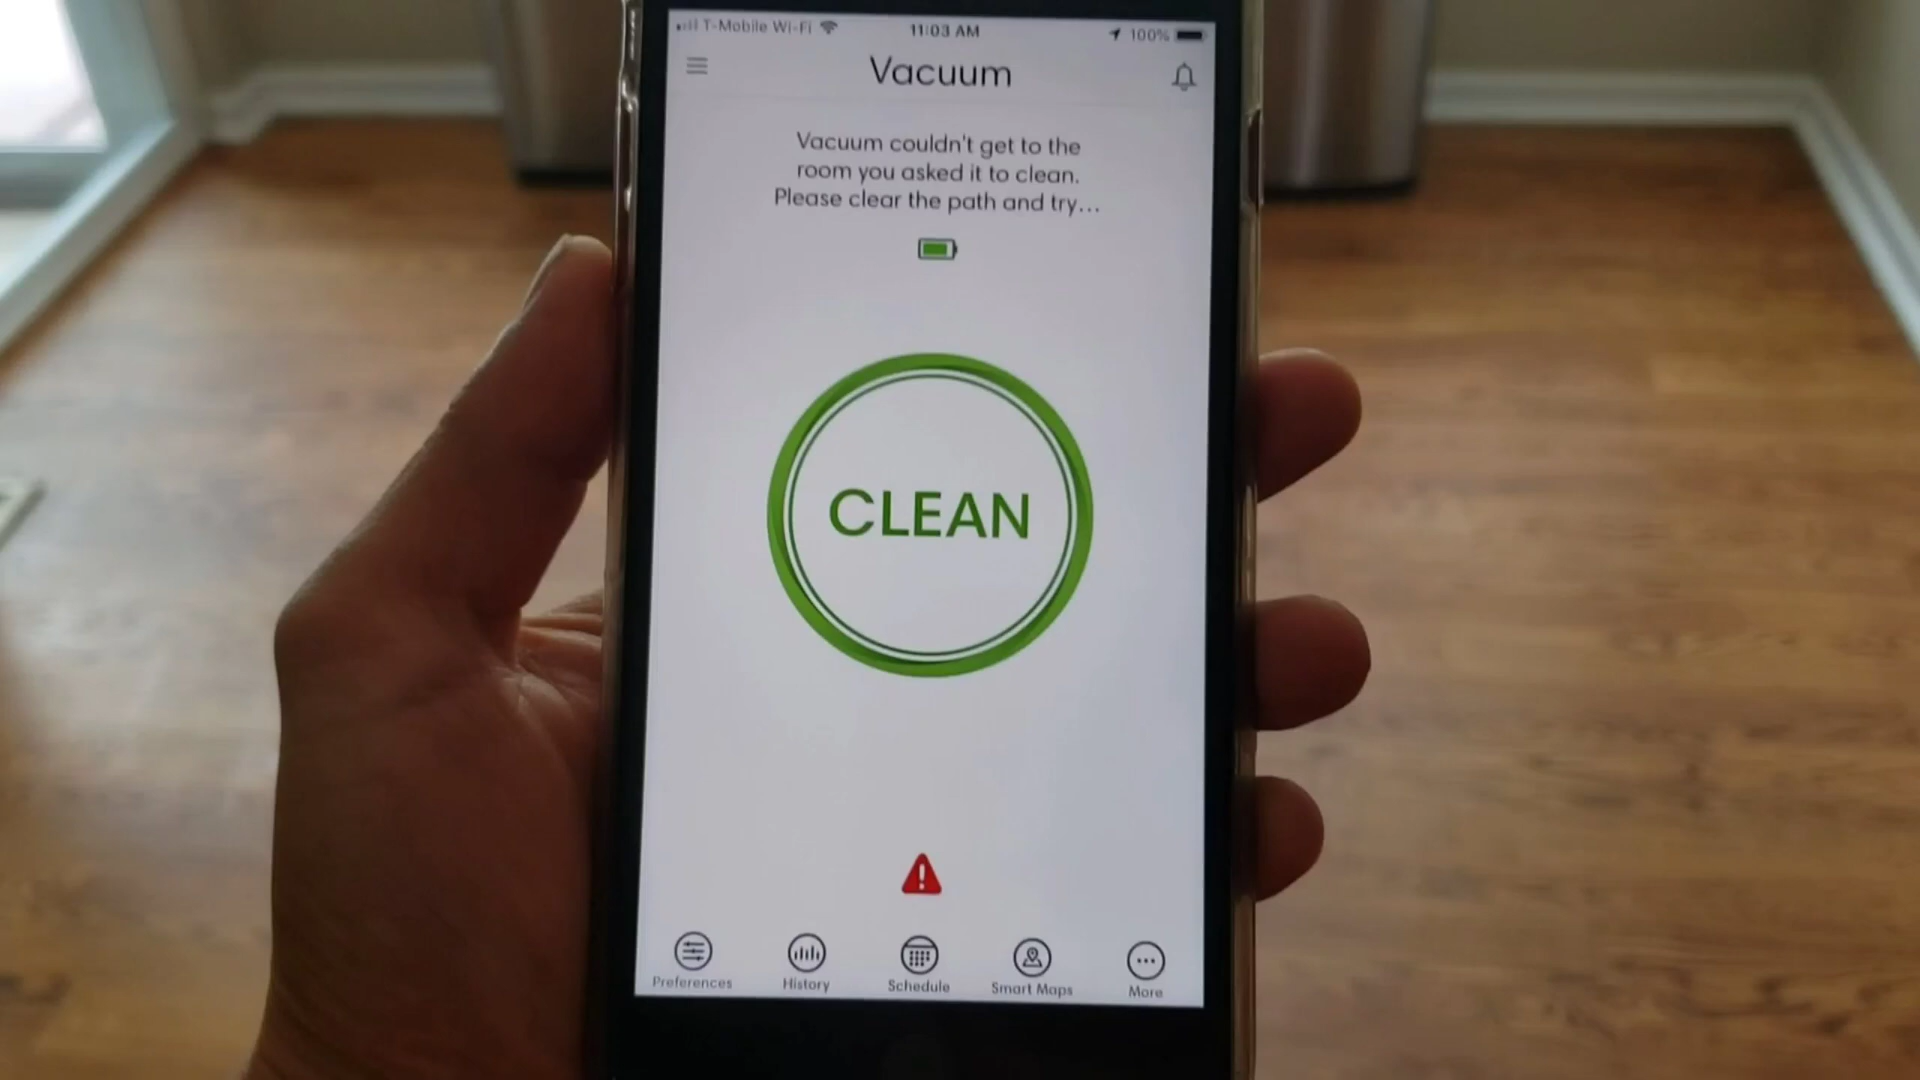 T-Mobile Wi-Fi
11:03 AM
100%
Vacuum
Vacuum couldn't get to the
room you asked it to clean.
Please clear the path and try...
CLEAN
Preferences
History
Schedule
Smart Maps
More